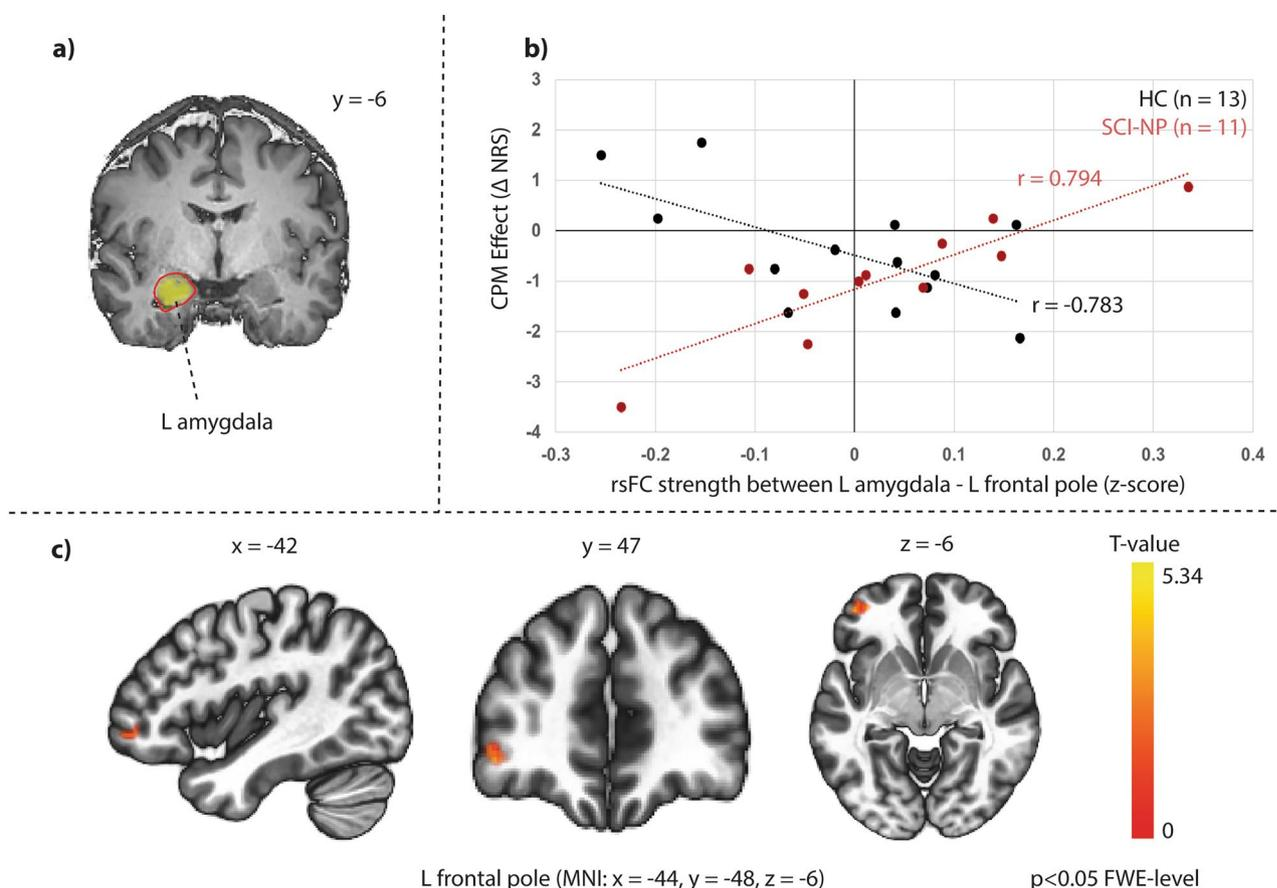 a)
y = -6
L amygdala
b)
3
2
1
0
-1
-2
-3
-4
CPM Effect (Δ NRS)
HC (n = 13)
SCI-NP (n = 11)
r = 0.794
r = -0.783
-0.3 -0.2 -0.1 0 0.1 0.2 0.3 0.4
rsFC strength between L amygdala - L frontal pole (z-score)
c)
x = -42
y = 47
z = -6
T-value
5.34
0
L frontal pole (MNI: x = -44, y = -48, z = -6)
p<0.05 FWE-level